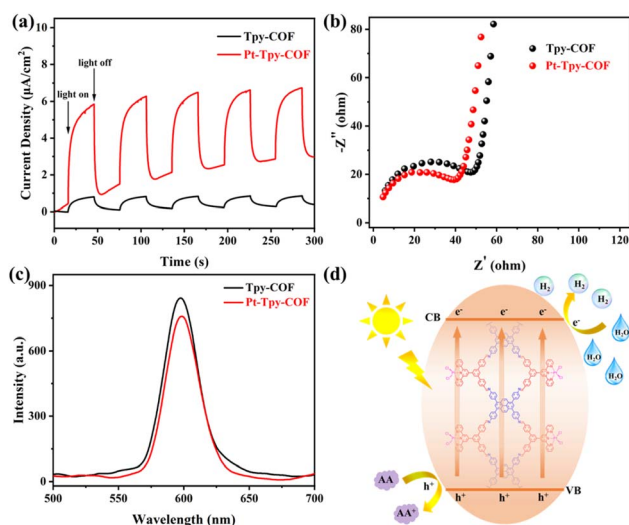 (a)
Tpy-COF
Pt-Tpy-COF
light off
light on
Current Density (μA/cm²)
10
8
6
4
2
0
0 50 100 150 200 250 300
Time (s)
(b)
Tpy-COF
Pt-Tpy-COF
-Z'' (ohm)
80
60
40
20
0
0 20 40 60 80 100 120
Z' (ohm)
(c)
Tpy-COF
Pt-Tpy-COF
Intensity (a.u.)
900
600
300
0
500 550 600 650 700
Wavelength (nm)
(d)
H₂
H₂
H₂
CB
e⁻ e⁻ e⁻
e⁻
H₂O
H₂O
H₂O
AA
h⁺
AA⁺
h⁺ h⁺ h⁺
VB